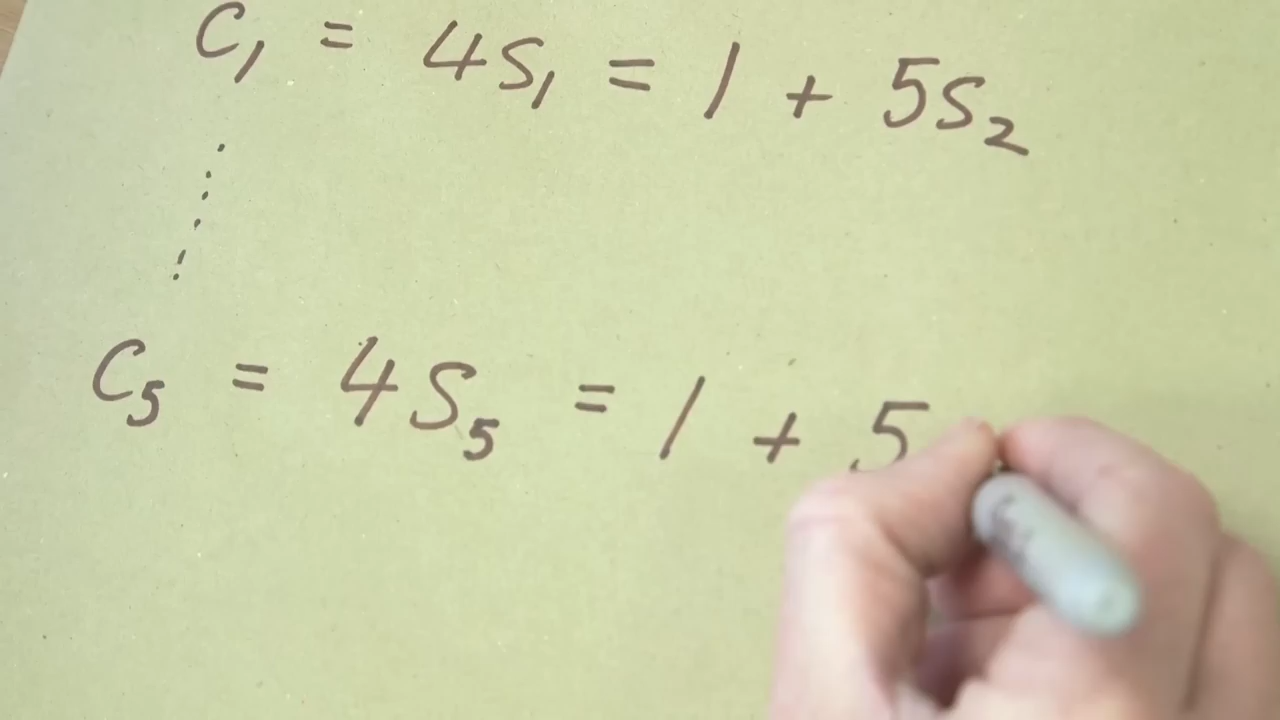 C₁ = 4S₁ = 1 + 5S₂
C₅ = 4S₅ = 1 + 5